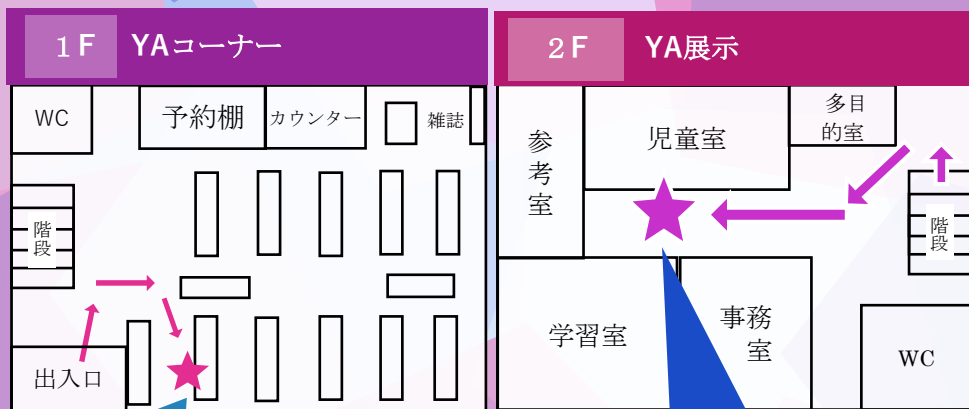 1F YAコーナー
WC
予約棚
カウンター
雑誌
階段
出入口
2F YA展示
参考室
児童室
多目的室
階段
学習室
事務室
WC